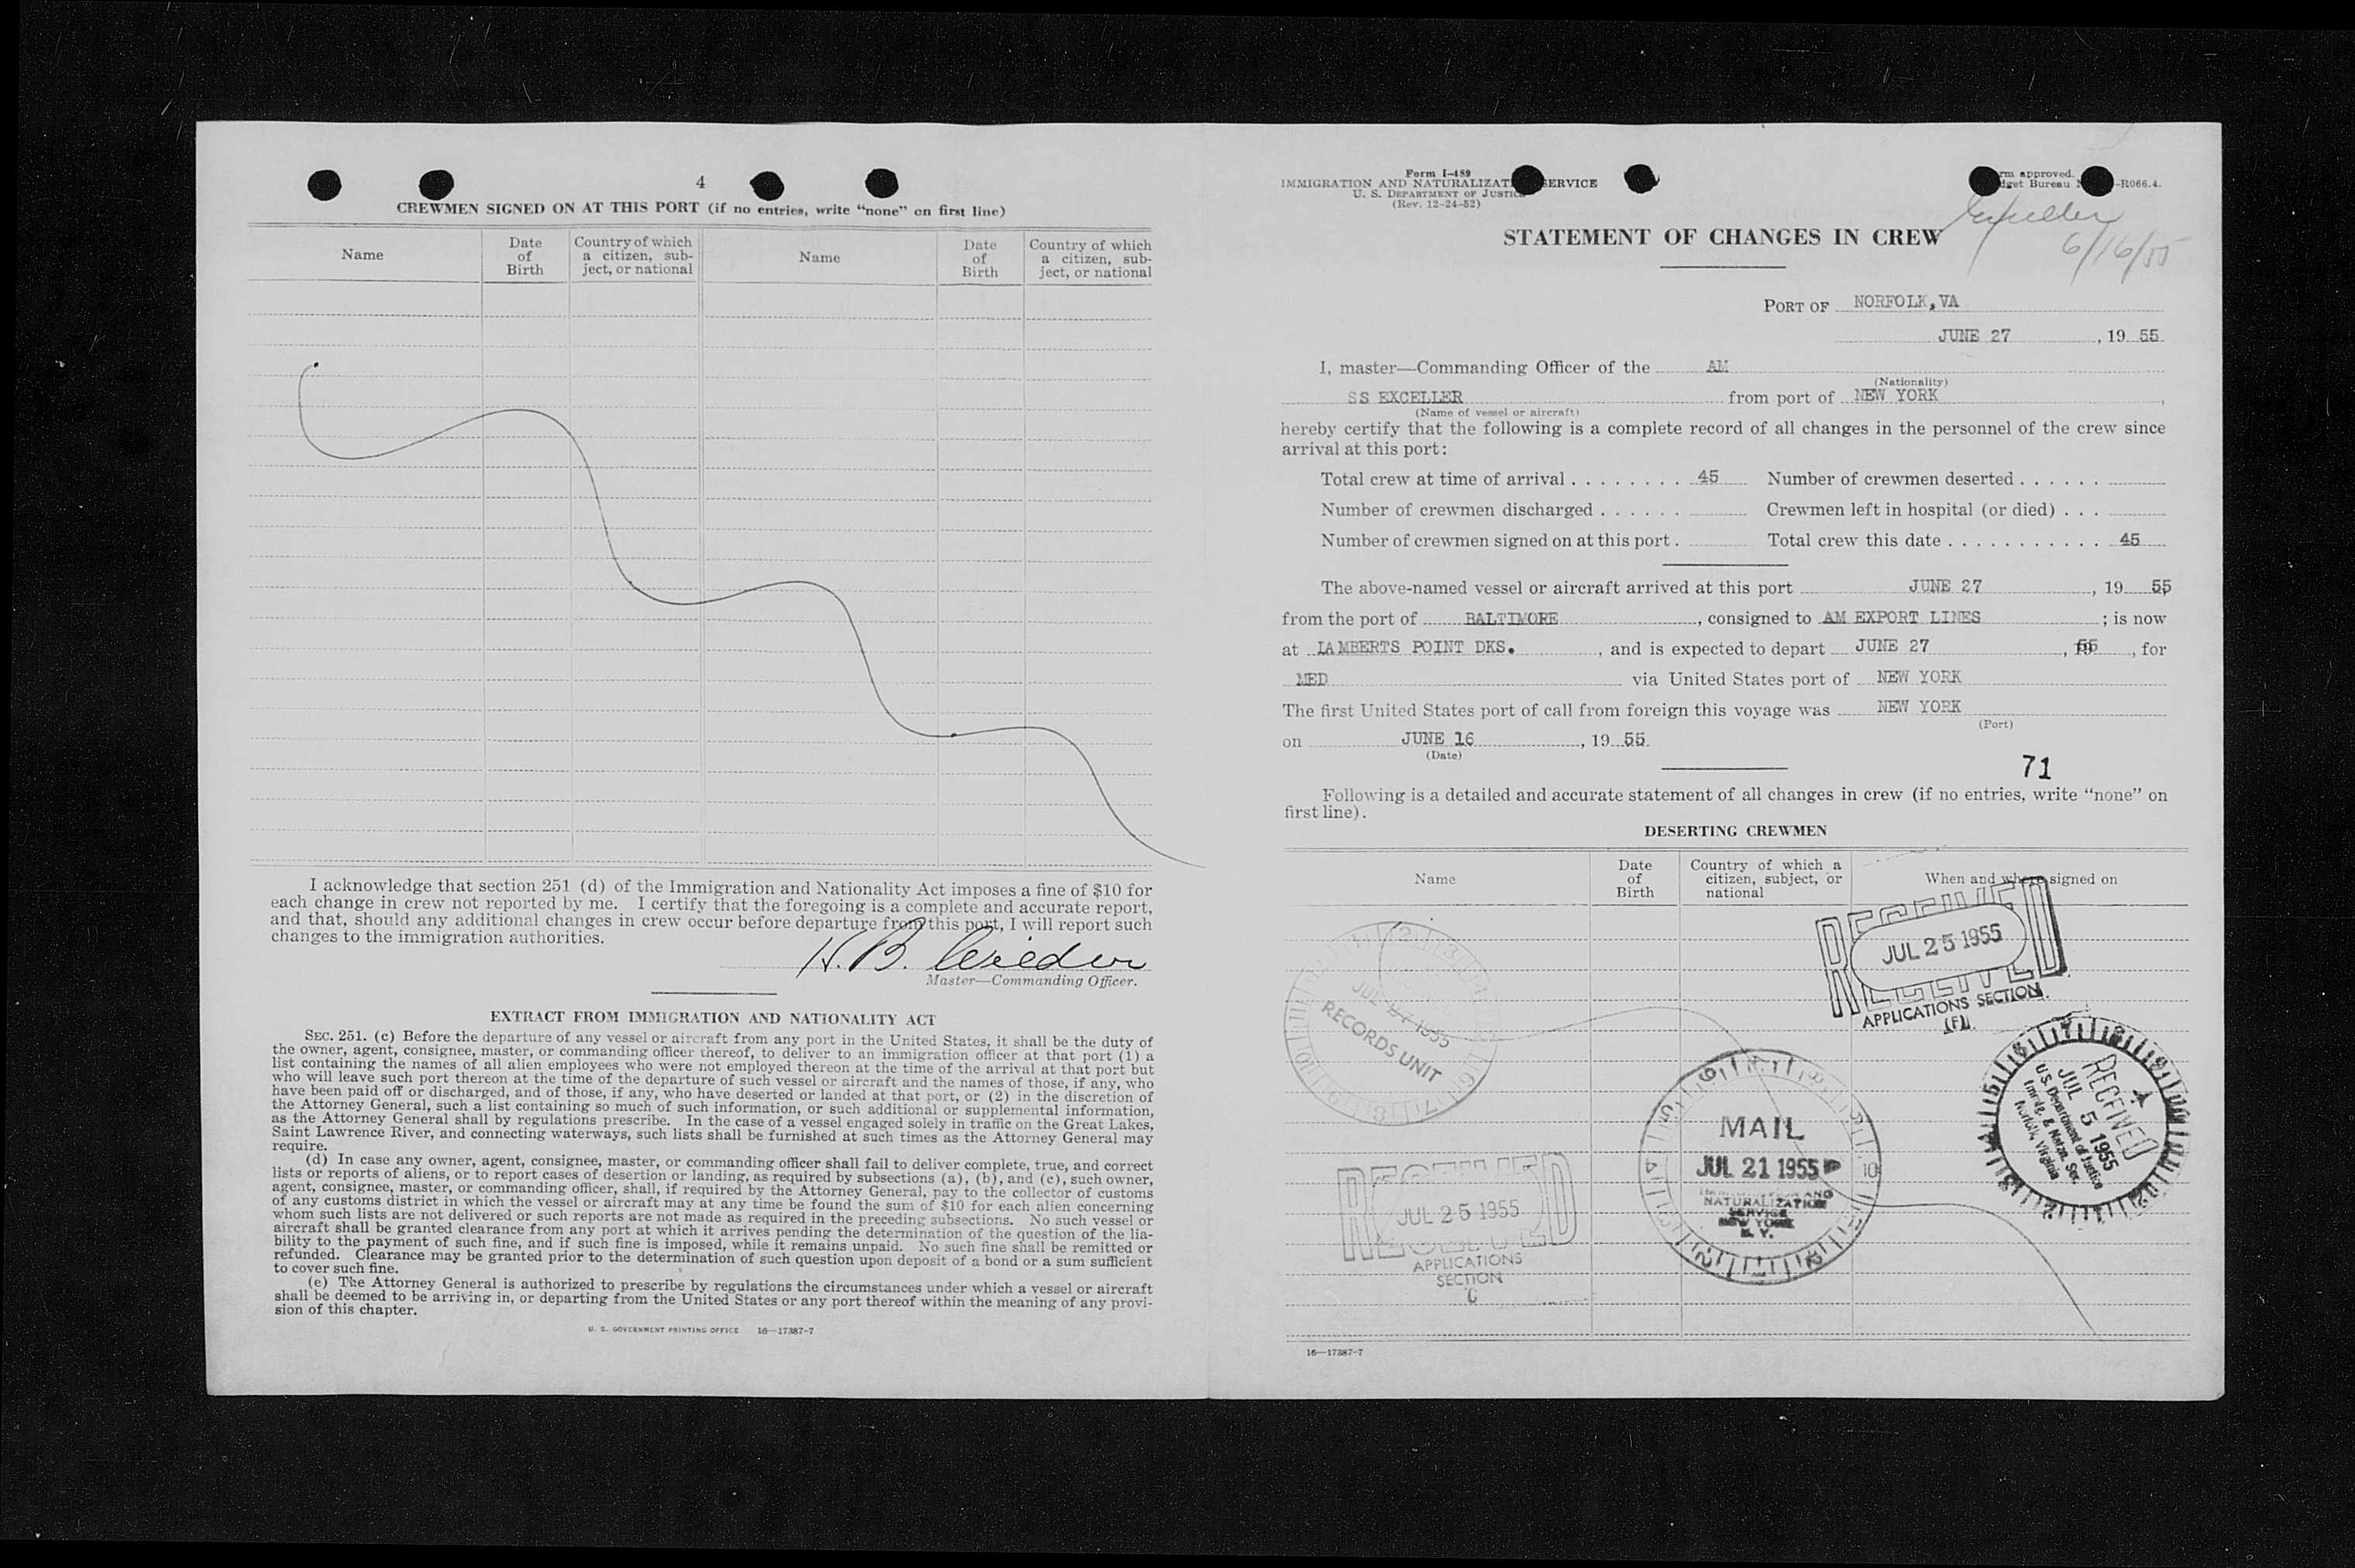 4
CREWMEN SIGNED ON AT THIS PORT (if no entries, write “none” on first line)
Name
Date of Birth
Country of which a citizen, sub-ject, or national
Name
Date of Birth
Country of which a citizen, sub-ject, or national
I acknowledge that section 251 (d) of the Immigration and Nationality Act imposes a fine of $10 for
each change in crew not reported by me. I certify that the foregoing is a complete and accurate report,
and that, should any additional changes in crew occur before departure from this port, I will report such
changes to the immigration authorities.
H. B.
Master—Commanding Officer.
EXTRACT FROM IMMIGRATION AND NATIONALITY ACT
SEC. 251. (c) Before the departure of any vessel or aircraft from any port in the United States, it shall be the duty of
the owner, agent, consignee, master, or commanding officer thereof, to deliver to an immigration officer at that port (1) a
list containing the names of all alien employees who were not employed thereon at the time of the arrival at that port but
who will leave such port thereon at the time of the departure of such vessel or aircraft and the names of those, if any, who
have been paid off or discharged, and of those, if any, who have deserted or landed at that port, or (2) in the discretion of
the Attorney General, such a list containing so much of such information, or such additional or supplemental information,
as the Attorney General shall by regulations prescribe. In the case of a vessel engaged solely in traffic on the Great Lakes,
Saint Lawrence River, and connecting waterways, such lists shall be furnished at such times as the Attorney General may
require.
(d) In case any owner, agent, consignee, master, or commanding officer shall fail to deliver complete, true, and correct
lists or reports of aliens, or to report cases of desertion or landing, as required by subsections (a), (b), and (c), such owner,
agent, consignee, master, or commanding officer, shall, if required by the Attorney General, pay to the collector of customs
of any customs district in which the vessel or aircraft may at any time be found the sum of $10 for each alien concerning
whom such lists are not delivered or such reports are not made as required in the preceding subsections. No such vessel or
aircraft shall be granted clearance from any port at which it arrives pending the determination of the question of the lia-
bility to the payment of such fine, and if such fine is imposed, while it remains unpaid. No such fine shall be remitted or
refunded. Clearance may be granted prior to the determination of such question upon deposit of a bond or a sum sufficient
to cover such fine.
(e) The Attorney General is authorized to prescribe by regulations the circumstances under which a vessel or aircraft
shall be deemed to be arriving in, or departing from the United States or any port thereof within the meaning of any provi-
sion of this chapter.
U. S. GOVERNMENT PRINTING OFFICE 16—17387-7
Form I-489
IMMIGRATION AND NATURALIZAT SERVICE
U. S. DEPARTMENT OF JUSTIC
(Rev. 12-24-52)
rm approved.
dget Bureau N -R066.4.
Exceller
6/16/55
STATEMENT OF CHANGES IN CREW
PORT OF NORFOLK,VA
JUNE 27, 19 55
I, master—Commanding Officer of the AM
(Nationality)
SS EXCELLER from port of NEW YORK,
(Name of vessel or aircraft)
hereby certify that the following is a complete record of all changes in the personnel of the crew since
arrival at this port:
Total crew at time of arrival . . . . . . . . 45 Number of crewmen deserted . . . . . .
Number of crewmen discharged . . . . . . Crewmen left in hospital (or died) . . .
Number of crewmen signed on at this port . Total crew this date . . . . . . . . . . . 45
The above-named vessel or aircraft arrived at this port JUNE 27, 19 55,
from the port of BALTIMORE, consigned to AM EXPORT LINES; is now
at LAMBERTS POINT DKS., and is expected to depart JUNE 27, 1955, for
MED via United States port of NEW YORK
The first United States port of call from foreign this voyage was NEW YORK
(Port)
on JUNE 16, 19 55
(Date)
71
Following is a detailed and accurate statement of all changes in crew (if no entries, write “none” on
first line).
DESERTING CREWMEN
Name
Date of Birth
Country of which a citizen, subject, or national
When and where signed on
RECEIVED
JUL 25 1955
APPLICATIONS SECTION
(F)
1955
RECORDS UNIT
RECEIVED
JUL 5 1955
U.S. Department of Justice
Immig. & Natzn. Ser.
Norfolk, Virginia
MAIL
JUL 21 1955
IMMIGRATION AND
NATURALIZATION
SERVICE
NEW YORK
N. Y.
RECEIVED
JUL 25 1955
APPLICATIONS
SECTION
C
16—17387-7